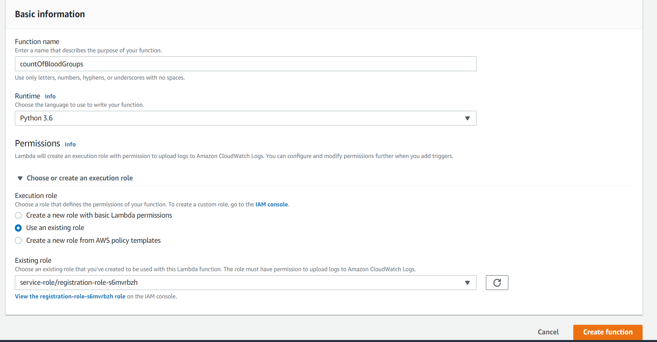 Basic information
Function name
Enter a name that describes the purpose of your function.
countOfBloodGroups
Use only letters, numbers, hyphens, or underscores with no spaces.
Runtime Info
Choose the language to use to write your function.
Python 3.6
Permissions Info
Lambda will create an execution role with permission to upload logs to Amazon CloudWatch Logs. You can configure and modify permissions further when you add triggers.
Choose or create an execution role
Execution role
Choose a role that defines the permissions of your function. To create a custom role, go to the IAM console.
Create a new role with basic Lambda permissions
Use an existing role
Create a new role from AWS policy templates
Existing role
Choose an existing role that you've created to be used with this Lambda function. The role must have permission to upload logs to Amazon CloudWatch Logs.
service-role/registration-role-s6mvrbzh
View the registration-role-s6mvrbzh role on the IAM console.
Cancel Create function